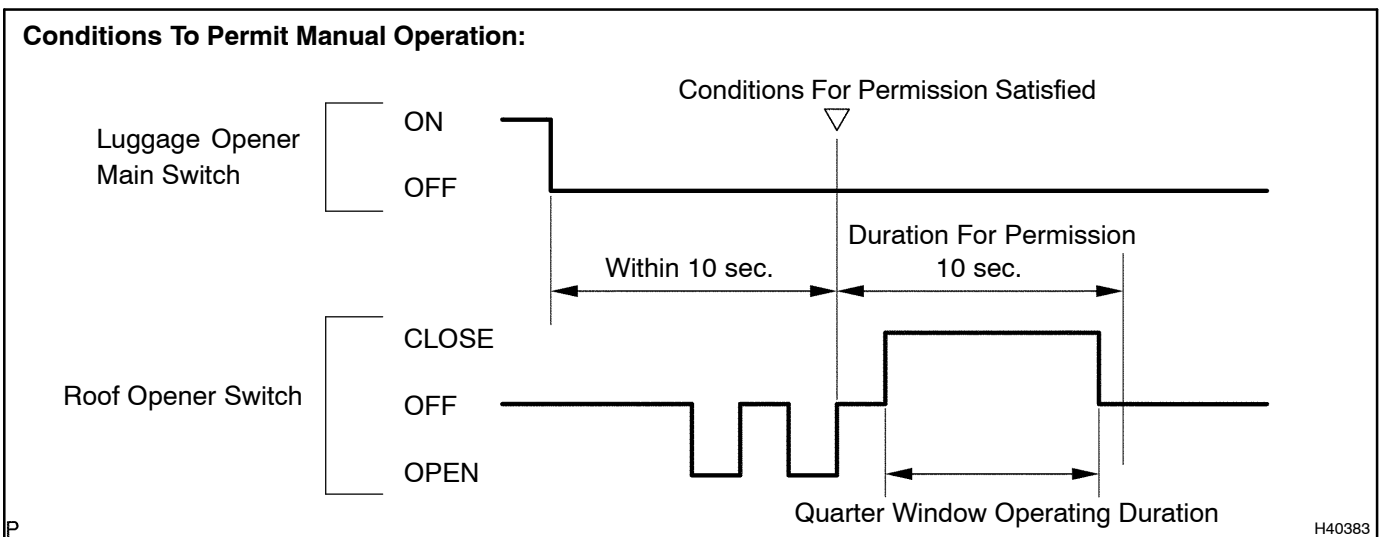 Conditions To Permit Manual Operation:
Conditions For Permission Satisfied
Luggage Opener
Main Switch
ON
OFF
Duration For Permission
10 sec.
Within 10 sec.
Roof Opener Switch
CLOSE
OFF
OPEN
Quarter Window Operating Duration
P
H40383